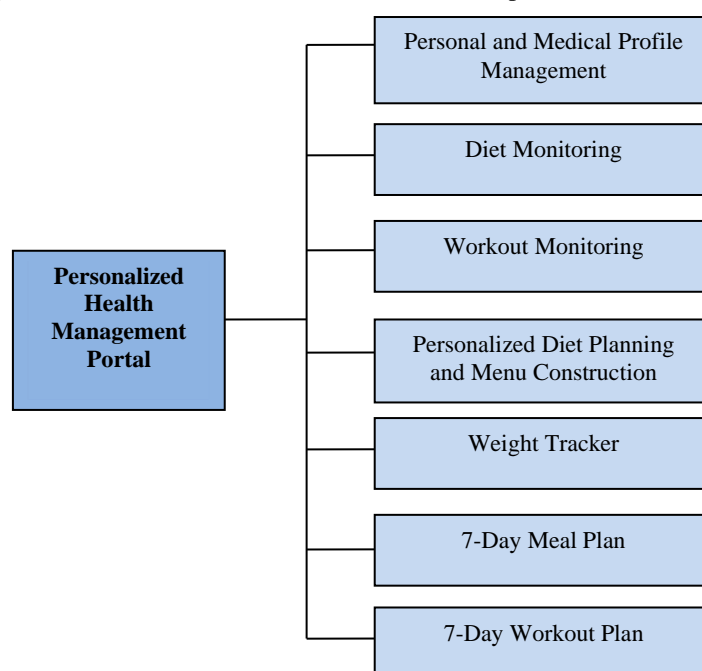 Personal and Medical Profile
Management
Diet Monitoring
Workout Monitoring
Personalized
Health
Management
Portal
Personalized Diet Planning
and Menu Construction
Weight Tracker
7-Day Meal Plan
7-Day Workout Plan